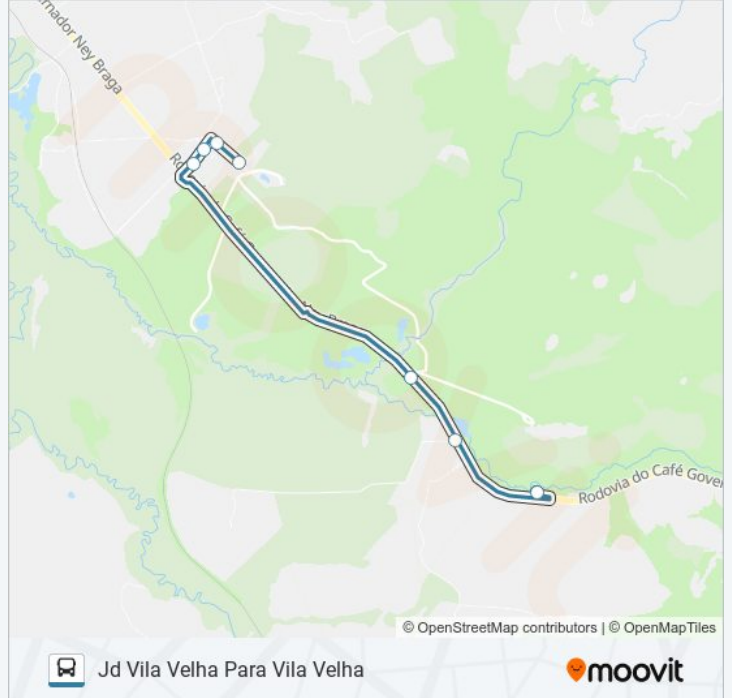 rnador Ney Braga
Rodovia do Café Gover
© OpenStreetMap contributors | © OpenMapTiles
Jd Vila Velha Para Vila Velha
moovit